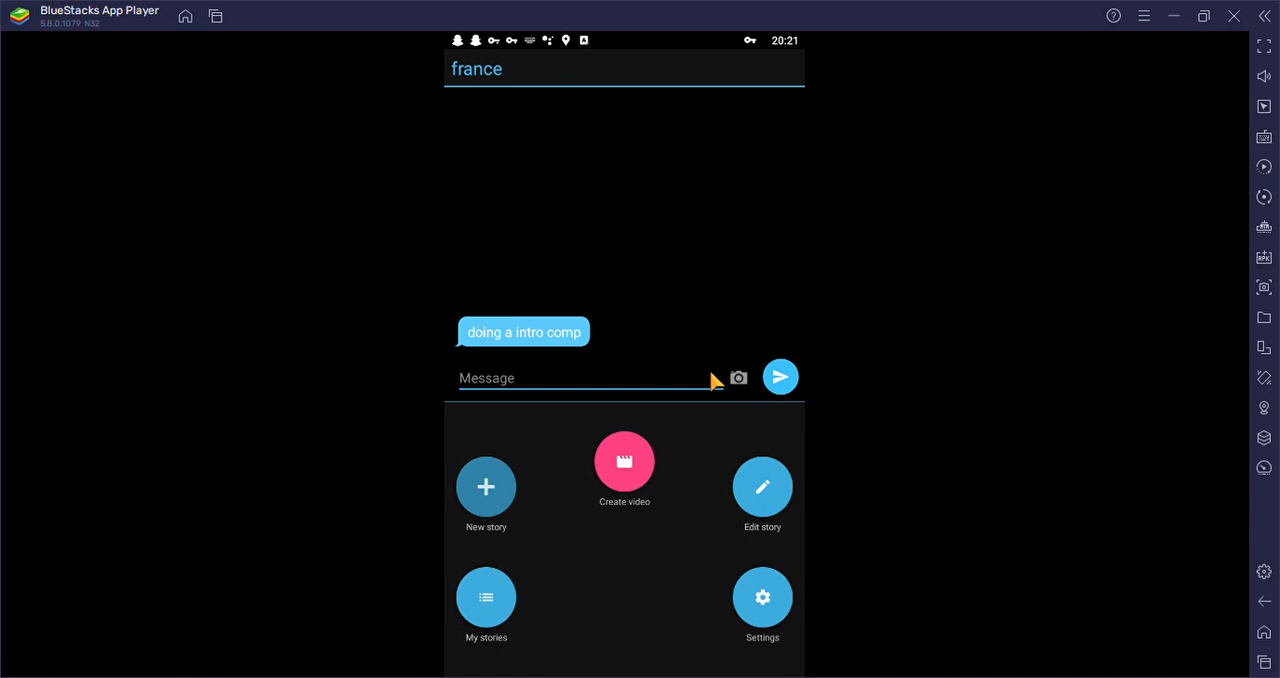 BlueStacks App Player
5.8.0.1079 N32
20:21
france
doing a intro comp
Message
Create video
New story
Edit story
My stories
Settings